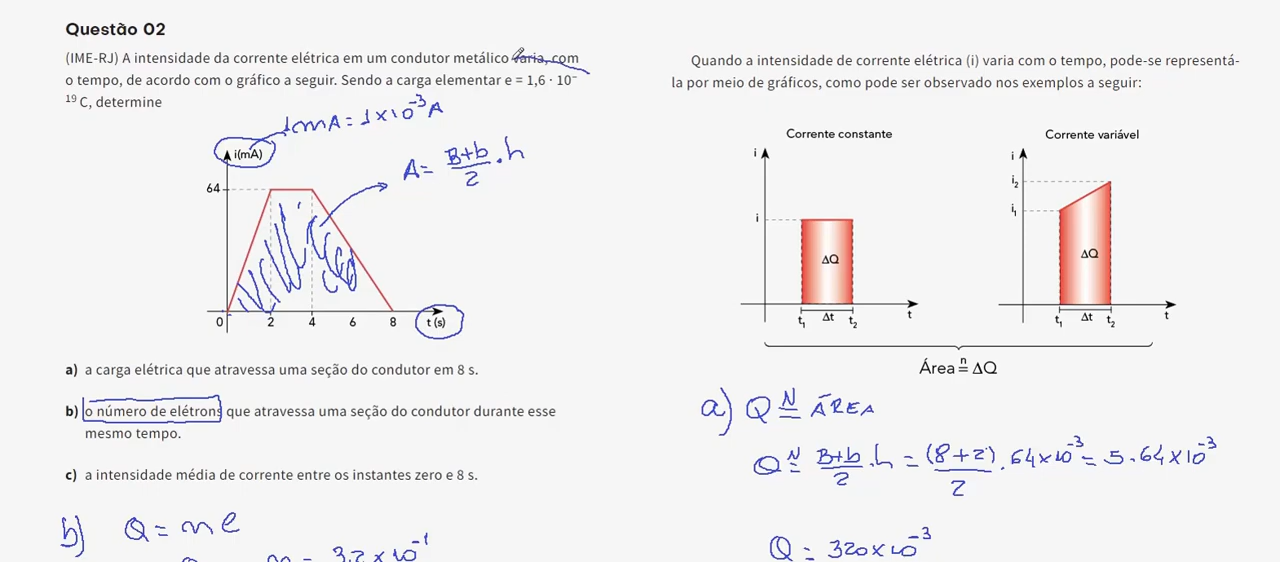 Questão 02
(IME-RJ) A intensidade da corrente elétrica em um condutor metálico varia, com
o tempo, de acordo com o gráfico a seguir. Sendo a carga elementar e = 1,6 · 10⁻
¹⁹ C, determine
1mA = 1×10⁻³ A
i(mA)
A = B+b/2 . h
64
0 2 4 6 8 t (s)
a) a carga elétrica que atravessa uma seção do condutor em 8 s.
b) o número de elétrons que atravessa uma seção do condutor durante esse
mesmo tempo.
c) a intensidade média de corrente entre os instantes zero e 8 s.
b) Q = n e
n = 3,2 × 10⁻¹
Quando a intensidade de corrente elétrica (i) varia com o tempo, pode-se representá-
la por meio de gráficos, como pode ser observado nos exemplos a seguir:
Corrente constante
i
i
ΔQ
t₁ Δt t₂ t
Corrente variável
i
i₂
i₁
ΔQ
t₁ Δt t₂ t
Área n= ΔQ
a) Q N= ÁREA
Q N= B+b/2 . h = (8+2)/2 . 64×10⁻³ = 5.64×10⁻³
Q = 320×10⁻³